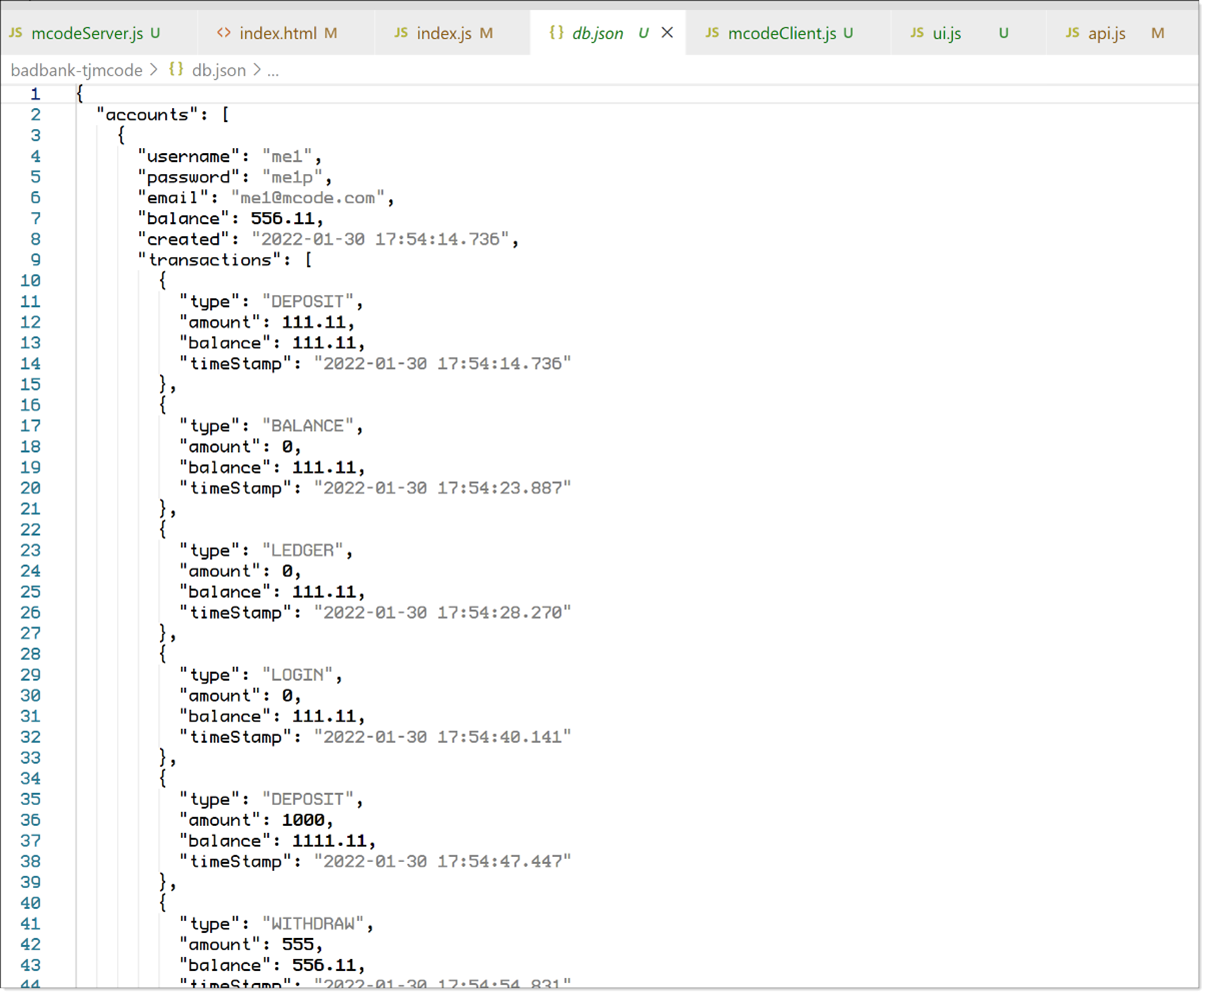 JS mcodeServer.js U <> index.html M JS index.js M {} db.json U × JS mcodeClient.js U JS ui.js U JS api.js M
badbank-tjmcode > {} db.json > ...
1 {
2 "accounts": [
3 {
4 "username": "me1",
5 "password": "me1p",
6 "email": "me1@mcode.com",
7 "balance": 556.11,
8 "created": "2022-01-30 17:54:14.736",
9 "transactions": [
10 {
11 "type": "DEPOSIT",
12 "amount": 111.11,
13 "balance": 111.11,
14 "timeStamp": "2022-01-30 17:54:14.736"
15 },
16 {
17 "type": "BALANCE",
18 "amount": 0,
19 "balance": 111.11,
20 "timeStamp": "2022-01-30 17:54:23.887"
21 },
22 {
23 "type": "LEDGER",
24 "amount": 0,
25 "balance": 111.11,
26 "timeStamp": "2022-01-30 17:54:28.270"
27 },
28 {
29 "type": "LOGIN",
30 "amount": 0,
31 "balance": 111.11,
32 "timeStamp": "2022-01-30 17:54:40.141"
33 },
34 {
35 "type": "DEPOSIT",
36 "amount": 1000,
37 "balance": 1111.11,
38 "timeStamp": "2022-01-30 17:54:47.447"
39 },
40 {
41 "type": "WITHDRAW",
42 "amount": 555,
43 "balance": 556.11,
44 "timeStamp": "2022-01-30 17:54:54.831"